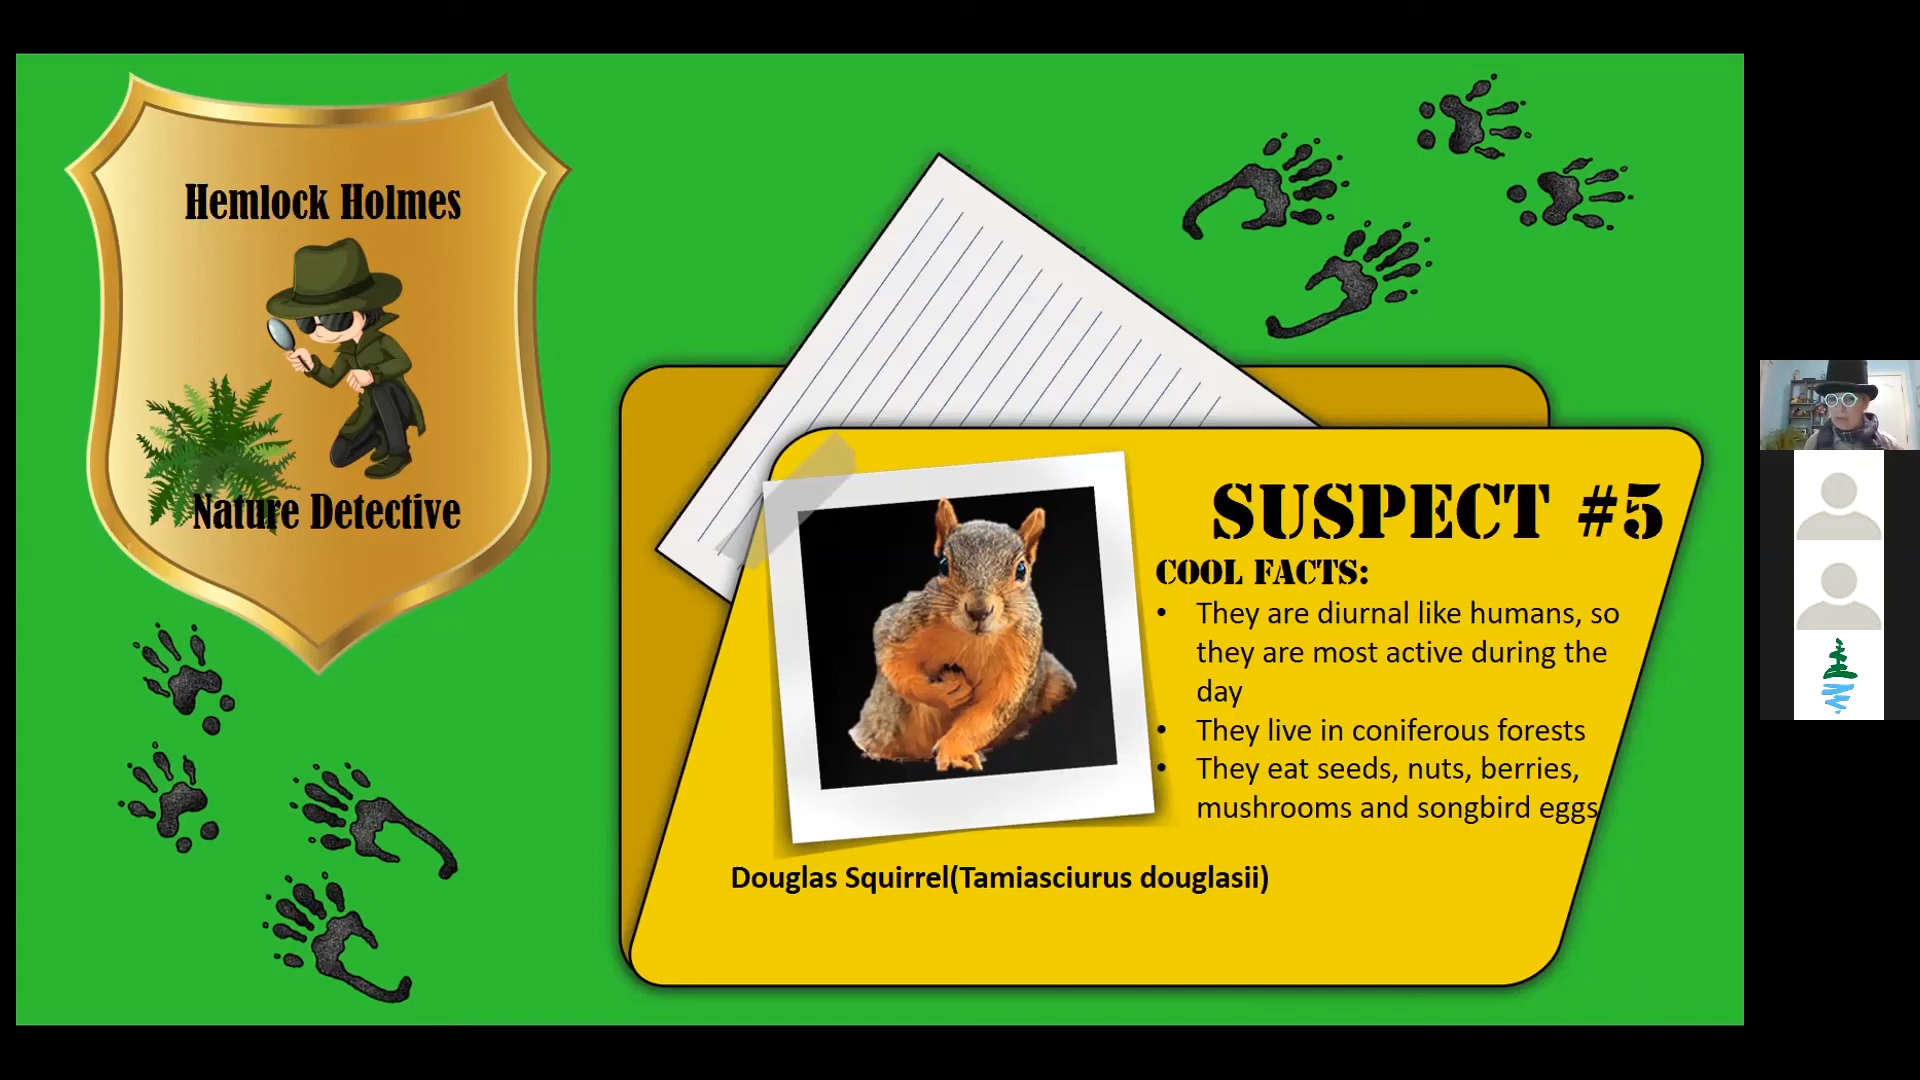 Hemlock Holmes
Nature Detective
SUSPECT #5
COOL FACTS:
• They are diurnal like humans, so
they are most active during the
day
• They live in coniferous forests
• They eat seeds, nuts, berries,
mushrooms and songbird eggs
Douglas Squirrel(Tamiasciurus douglasii)